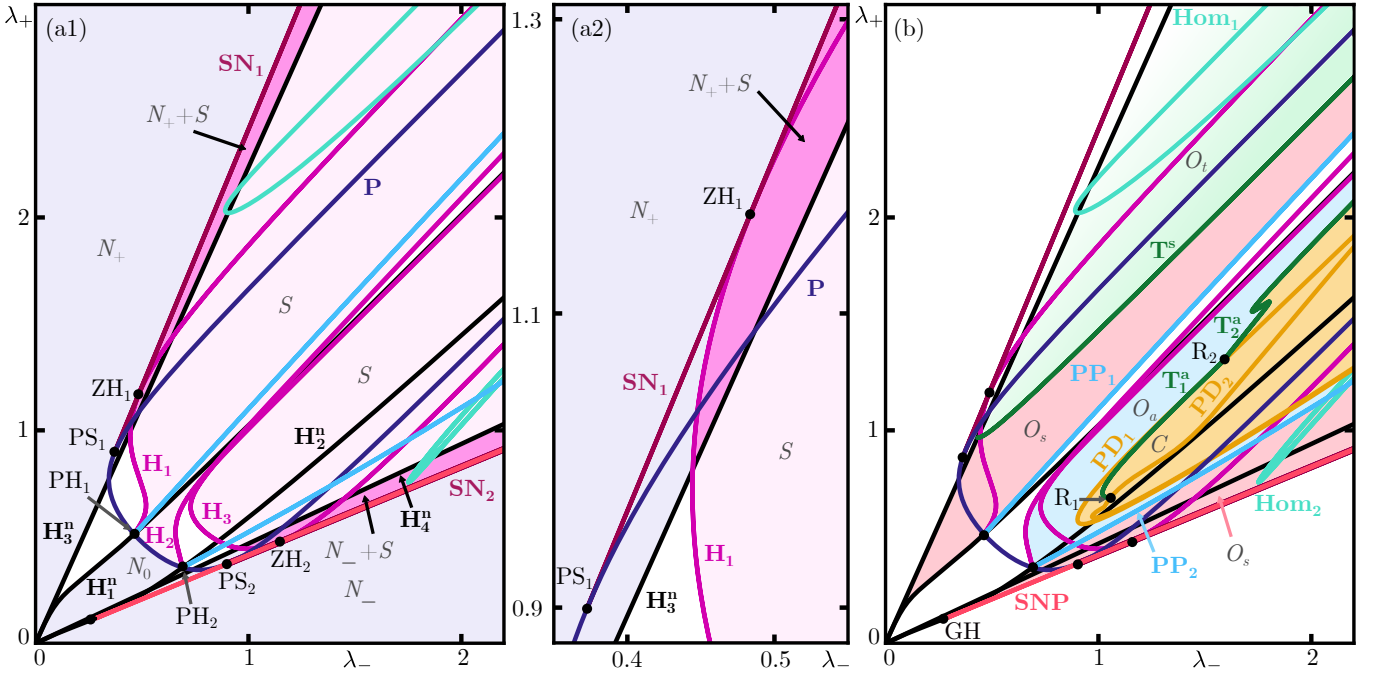 λ₊
(a1)
SN₁
N₊+S
P
2
N₊
S
S
ZH₁
PS₁
1
H₂ⁿ
H₁
PH₁
SN₂
H₃
H₄ⁿ
H₃ⁿ
H₂
N₋+S
N₀
ZH₂
H₁ⁿ
PS₂
N₋
PH₂
0
0
1
λ₋
2
1.3
(a2)
N₊+S
N₊
ZH₁
1.1
P
SN₁
S
H₁
PS₁
0.9
H₃ⁿ
0.4
0.5
λ₋
λ₊
(b)
Hom₁
2
Oₜ
Tˢ
T₂ᵃ
R₂
PP₁
T₁ᵃ
PD₂
Oₐ
1
Oₛ
PD₁
C
R₁
Hom₂
PP₂
Oₛ
SNP
GH
0
0
1
λ₋
2